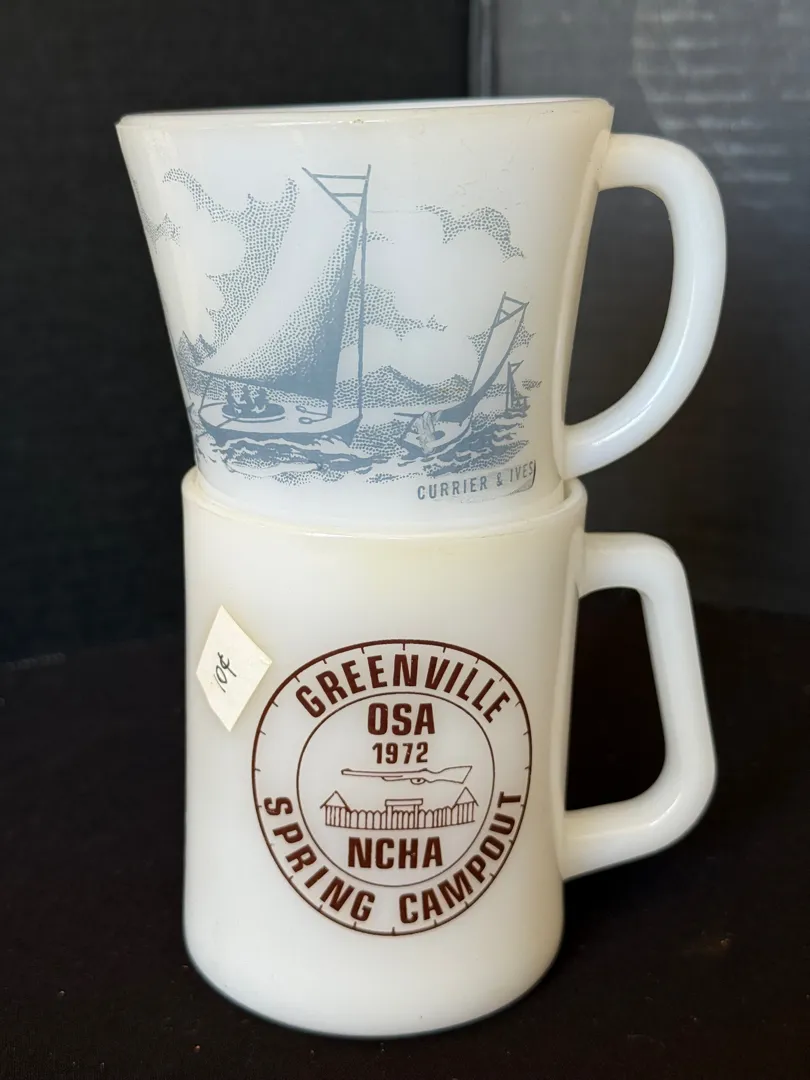 CURRIER & IVES
10¢
GREENVILLE
OSA
1972
NCHA
SPRING CAMPOUT